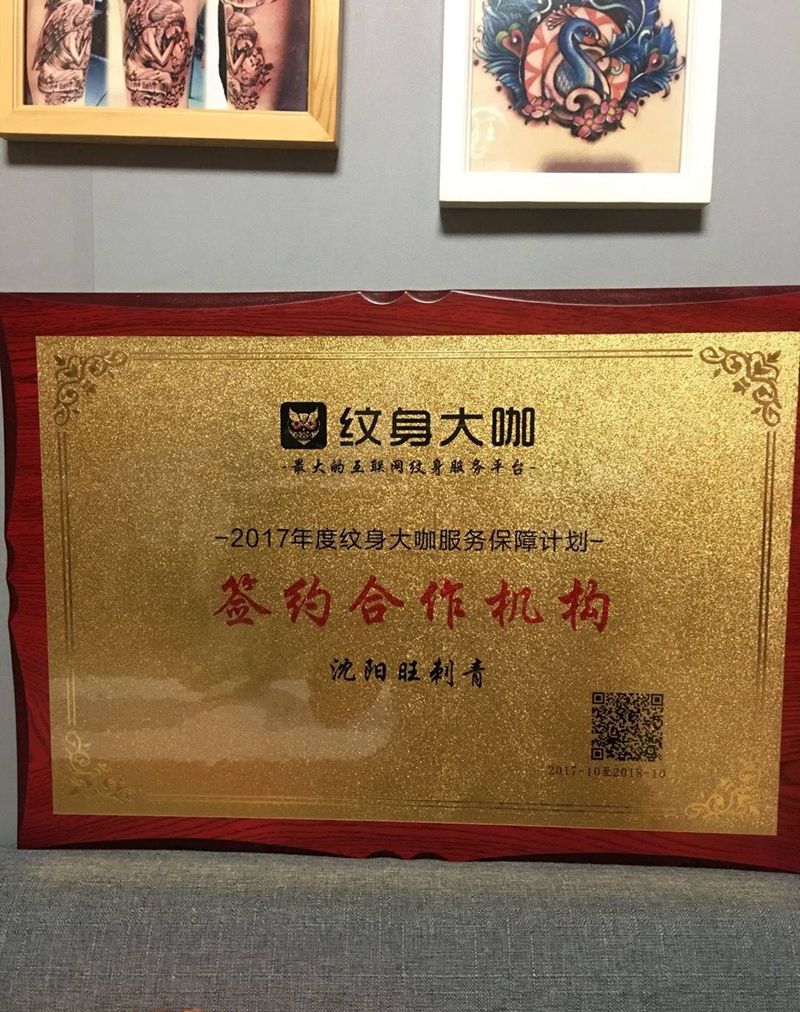 纹身大咖
-最大的互联网纹身服务平台-
-2017年度纹身大咖服务保障计划-
签约合作机构
沈阳旺刺青
2017-10至2018-10